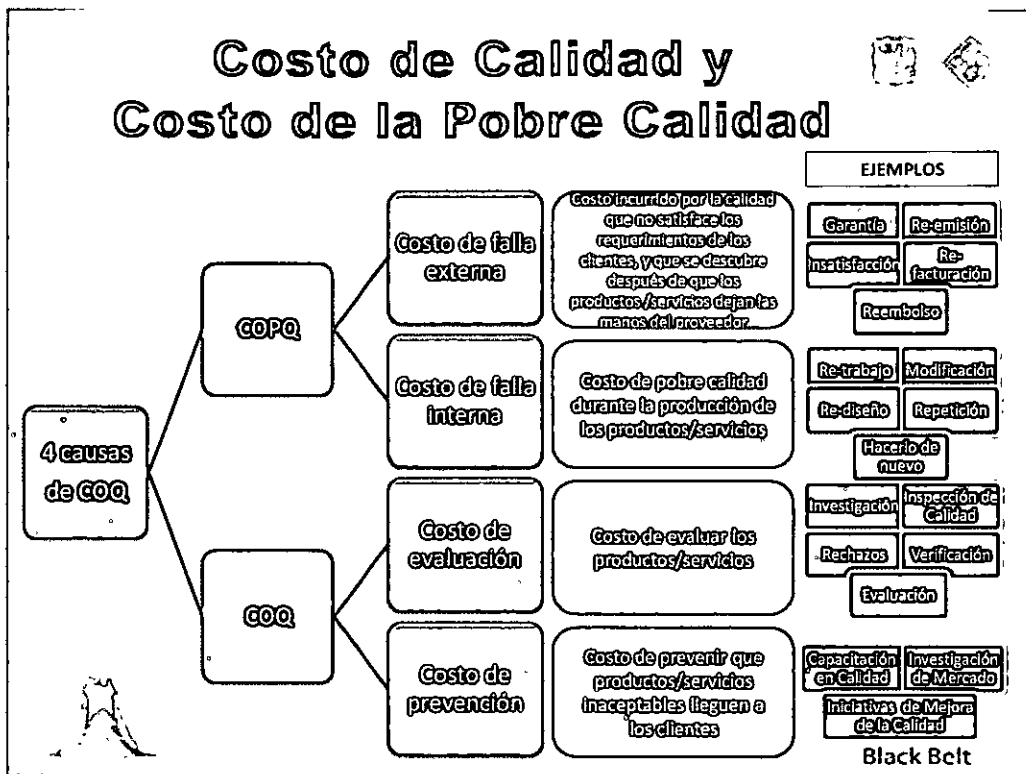 Costo de Calidad y
Costo de la Pobre Calidad
EJEMPLOS
4 causas
de COQ
COPQ
COQ
Costo de falla
externa
Costo incurrido por la calidad
que no satisface los
requerimientos de los
clientes, y que se descubre
después de que los
productos/servicios dejan las
manos del proveedor
Garantía
Re-emisión
Insatisfacción
Re-
facturación
Reembolso
Costo de falla
interna
Costo de pobre calidad
durante la producción de
los productos/servicios
Re-trabajo
Modificación
Re-diseño
Repetición
Hacerlo de
nuevo
Costo de
evaluación
Costo de evaluar los
productos/servicios
Investigación
Inspección de
Calidad
Rechazos
Verificación
Evaluación
Costo de
prevención
Costo de prevenir que
productos/servicios
inaceptables lleguen a
los clientes
Capacitación
en Calidad
Investigación
de Mercado
Iniciativas de Mejora
de la Calidad
Black Belt